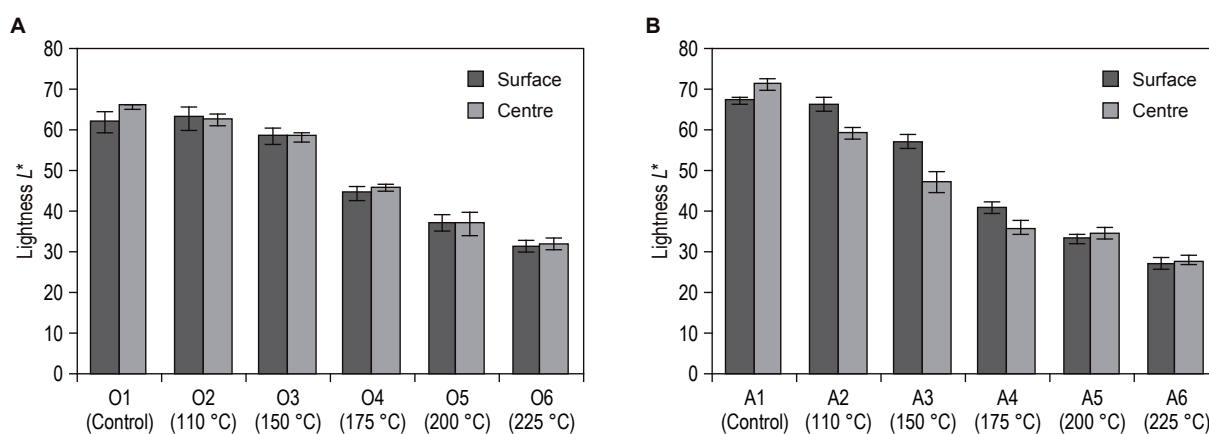 A
80
70
60
50
40
30
20
10
0
Lightness L*
Surface
Centre
O1 O2 O3 O4 O5 O6
(Control) (110 °C) (150 °C) (175 °C) (200 °C) (225 °C)
B
80
70
60
50
40
30
20
10
0
Lightness L*
Surface
Centre
A1 A2 A3 A4 A5 A6
(Control) (110 °C) (150 °C) (175 °C) (200 °C) (225 °C)